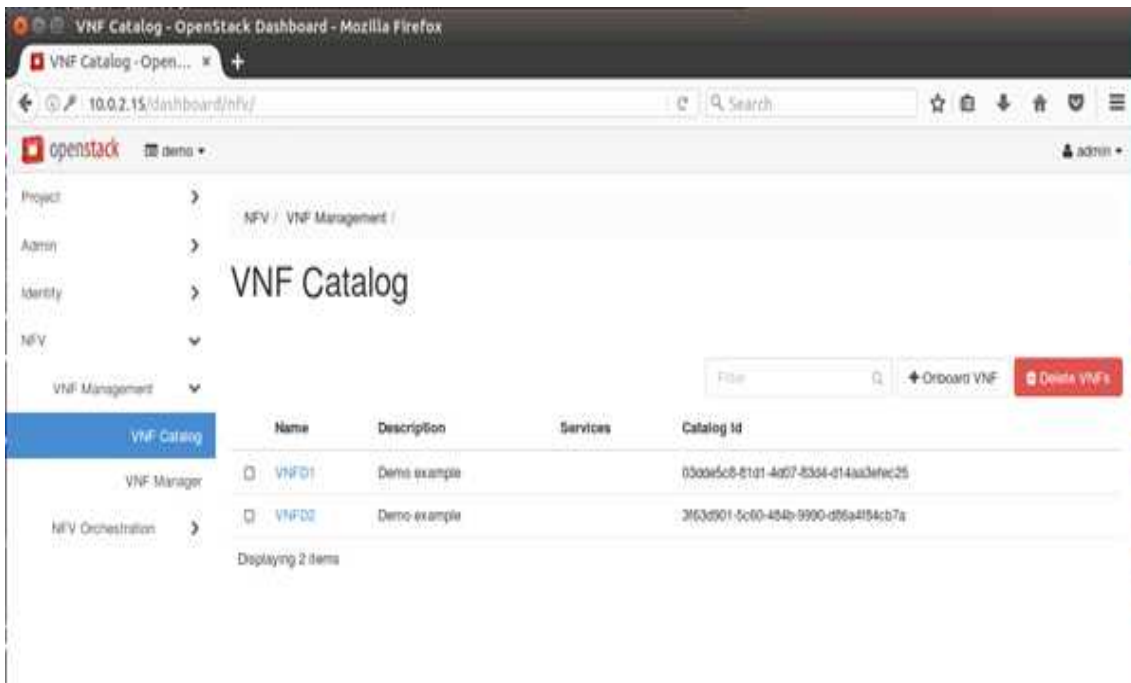 VNF Catalog - OpenStack Dashboard - Mozilla Firefox
VNF Catalog - Open...
10.0.2.15/dashboard/nfv/
Search
openstack demo
admin
Project
Admin
Identity
NFV
VNF Management
VNF Catalog
VNF Manager
NFV Orchestration
NFV / VNF Management /
VNF Catalog
Filter
Onboard VNF
Delete VNFs
Name Description Services Catalog Id
VNFD1 Demo example
VNFD2 Demo example
Displaying 2 items